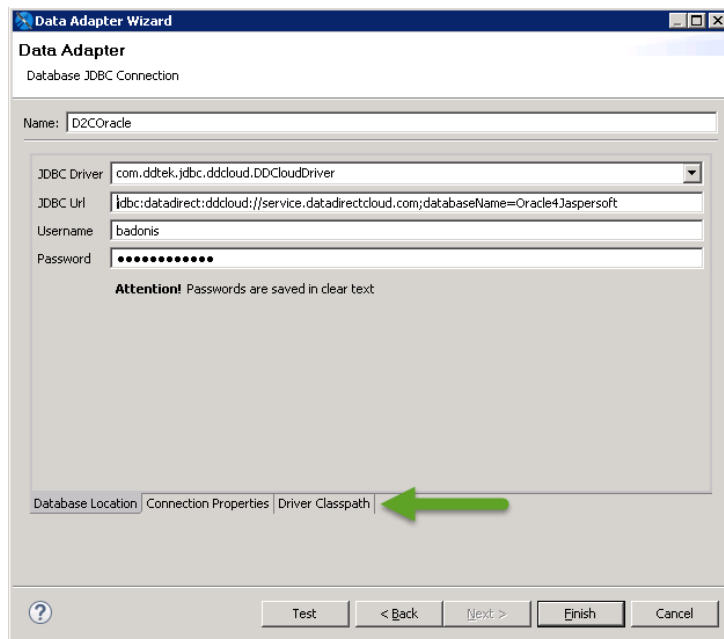 Data Adapter Wizard
Data Adapter
Database JDBC Connection
Name: D2COracle
JDBC Driver com.ddtek.jdbc.ddcloud.DDCloudDriver
JDBC Url jdbc:datadirect:ddcloud://service.datadirectcloud.com;databaseName=Oracle4Jaspersoft
Username badonis
Password ●●●●●●●●●●●●
Attention! Passwords are saved in clear text
Database Location Connection Properties Driver Classpath
? Test < Back Next > Finish Cancel